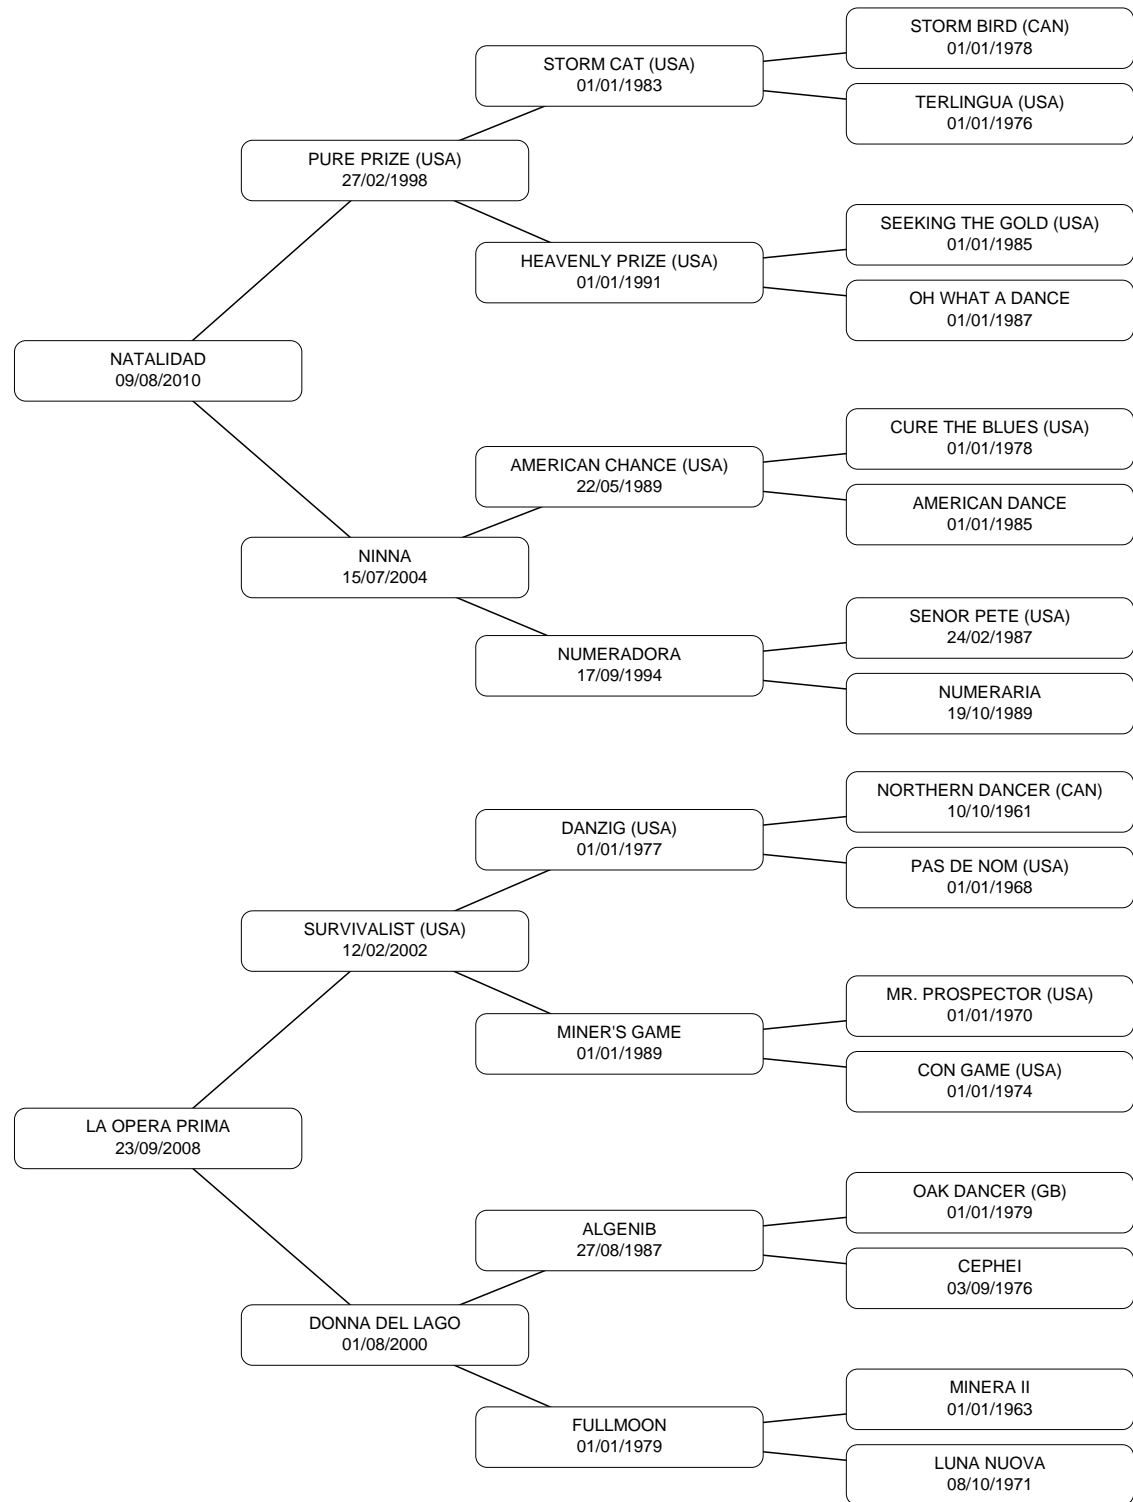 STORM BIRD (CAN)
01/01/1978
STORM CAT (USA)
01/01/1983
TERLINGUA (USA)
01/01/1976
PURE PRIZE (USA)
27/02/1998
SEEKING THE GOLD (USA)
01/01/1985
HEAVENLY PRIZE (USA)
01/01/1991
OH WHAT A DANCE
01/01/1987
NATALIDAD
09/08/2010
CURE THE BLUES (USA)
01/01/1978
AMERICAN CHANCE (USA)
22/05/1989
AMERICAN DANCE
01/01/1985
NINNA
15/07/2004
SENOR PETE (USA)
24/02/1987
NUMERADORA
17/09/1994
NUMERARIA
19/10/1989
NORTHERN DANCER (CAN)
10/10/1961
DANZIG (USA)
01/01/1977
PAS DE NOM (USA)
01/01/1968
SURVIVALIST (USA)
12/02/2002
MR. PROSPECTOR (USA)
01/01/1970
MINER'S GAME
01/01/1989
CON GAME (USA)
01/01/1974
LA OPERA PRIMA
23/09/2008
OAK DANCER (GB)
01/01/1979
ALGENIB
27/08/1987
CEPHEI
03/09/1976
DONNA DEL LAGO
01/08/2000
MINERA II
01/01/1963
FULLMOON
01/01/1979
LUNA NUOVA
08/10/1971